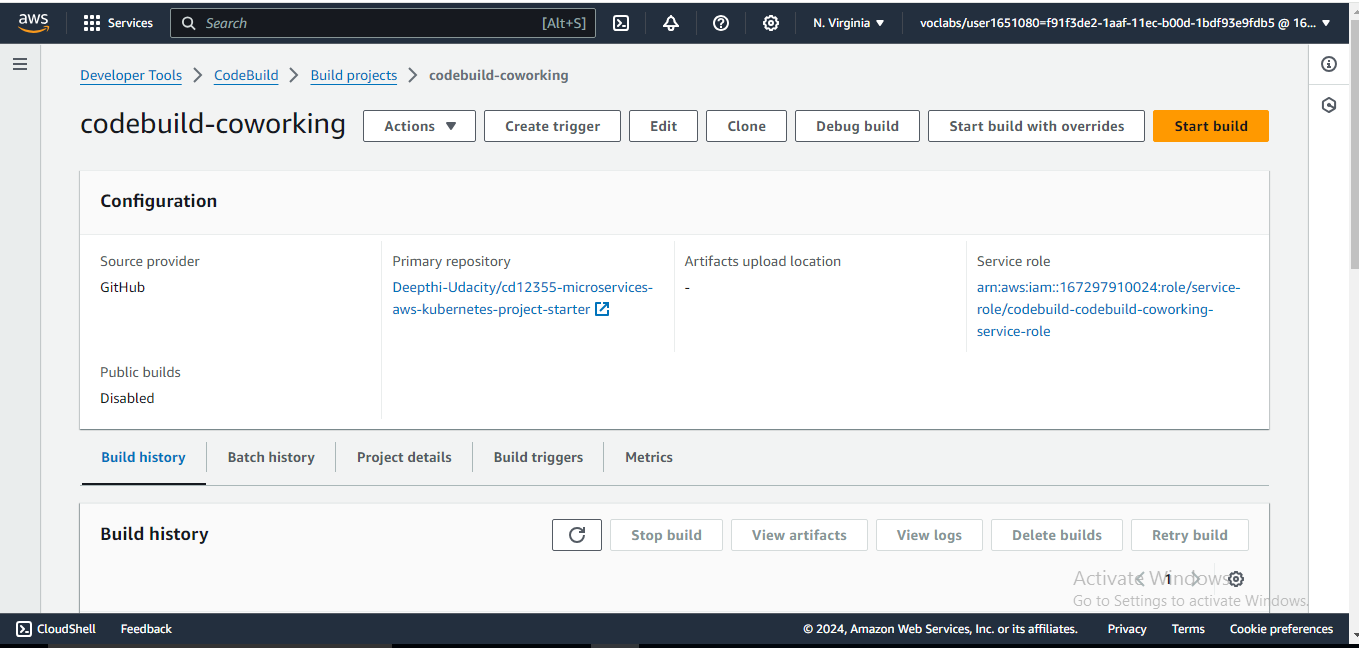 aws
Services
Search [Alt+S]
N. Virginia ▼
voclabs/user1651080=f91f3de2-1aaf-11ec-b00d-1bdf93e9fdb5 @ 16... ▼
Developer Tools > CodeBuild > Build projects > codebuild-coworking
codebuild-coworking
Actions ▼
Create trigger
Edit
Clone
Debug build
Start build with overrides
Start build
Configuration
Source provider
GitHub
Primary repository
Deepthi-Udacity/cd12355-microservices-
aws-kubernetes-project-starter
Artifacts upload location
-
Service role
arn:aws:iam::167297910024:role/service-
role/codebuild-codebuild-coworking-
service-role
Public builds
Disabled
Build history
Batch history
Project details
Build triggers
Metrics
Build history
Stop build
View artifacts
View logs
Delete builds
Retry build
< 1 >
Activate Windows
Go to Settings to activate Windows.
CloudShell
Feedback
© 2024, Amazon Web Services, Inc. or its affiliates.
Privacy
Terms
Cookie preferences